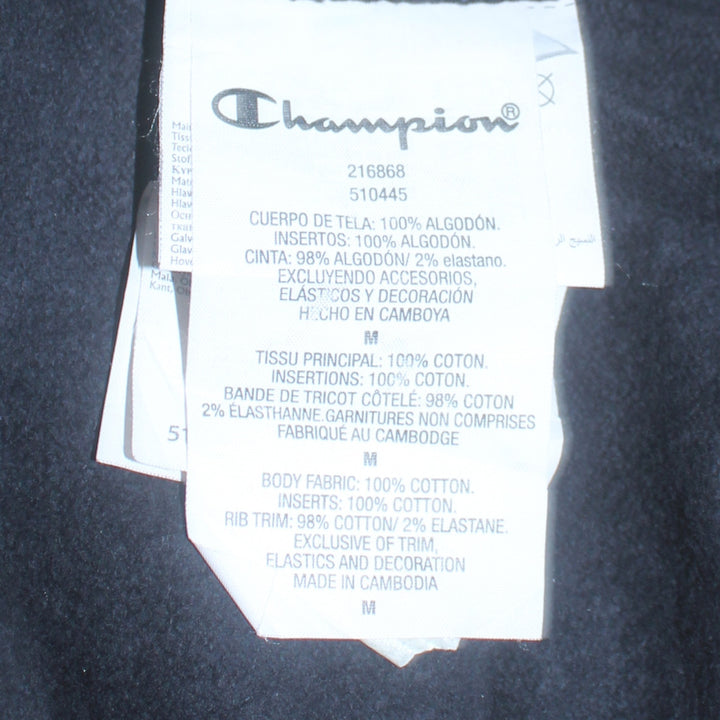 Champion®
216868
510445
CUERPO DE TELA: 100% ALGODÓN.
INSERTOS: 100% ALGODÓN.
CINTA: 98% ALGODÓN/ 2% elastano.
EXCLUYENDO ACCESORIOS,
ELÁSTICOS Y DECORACIÓN
HECHO EN CAMBOYA
M
TISSU PRINCIPAL: 100% COTON.
INSERTIONS: 100% COTON.
BANDE DE TRICOT CÔTELÉ: 98% COTON
2% ÉLASTHANNE.GARNITURES NON COMPRISES
FABRIQUÉ AU CAMBODGE
M
BODY FABRIC: 100% COTTON.
INSERTS: 100% COTTON.
RIB TRIM: 98% COTTON/ 2% ELASTANE.
EXCLUSIVE OF TRIM,
ELASTICS AND DECORATION
MADE IN CAMBODIA
M
51